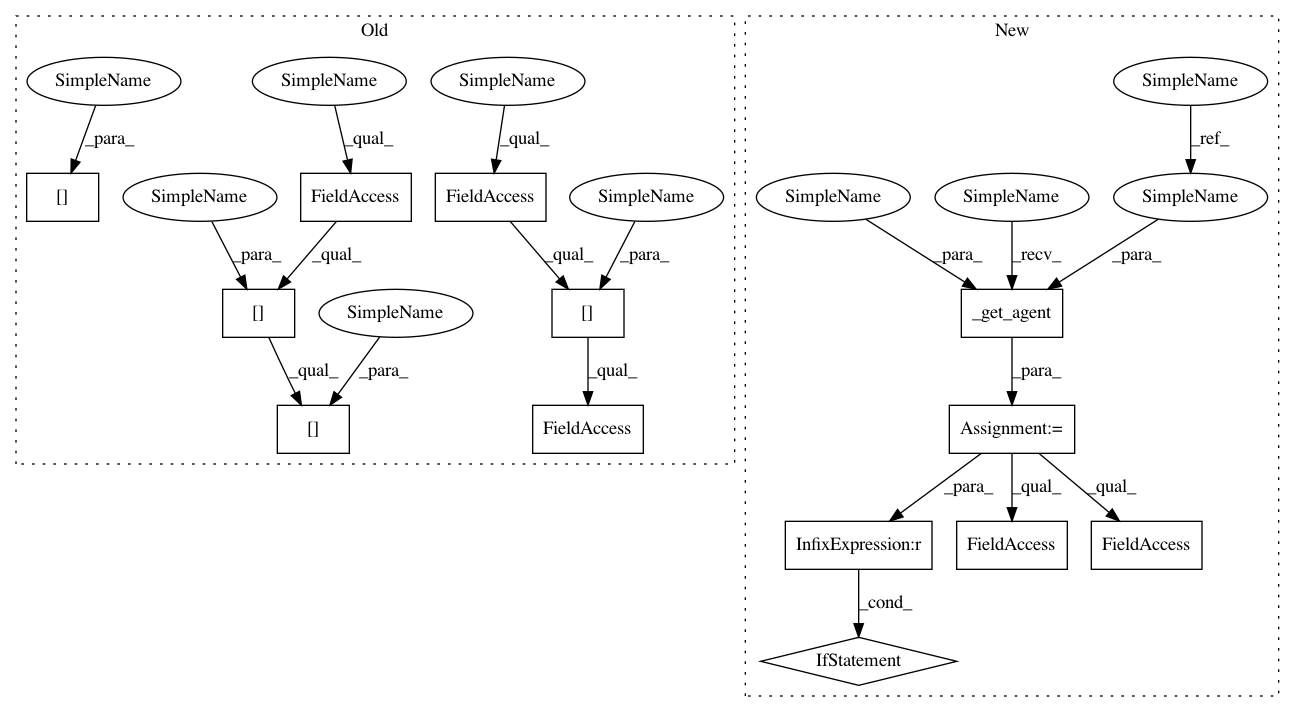 Old
New
SimpleName
SimpleName
SimpleName
SimpleName
_para_
_qual_
_qual_
_ref_
[]
SimpleName
FieldAccess
FieldAccess
SimpleName
SimpleName
SimpleName
SimpleName
_para_
_qual_
_qual_
_para_
_para_
_recv_
_para_
[]
SimpleName
[]
_get_agent
_qual_
_para_
_qual_
_para_
[]
FieldAccess
Assignment:=
_para_
_qual_
_qual_
InfixExpression:r
FieldAccess
FieldAccess
_cond_
IfStatement